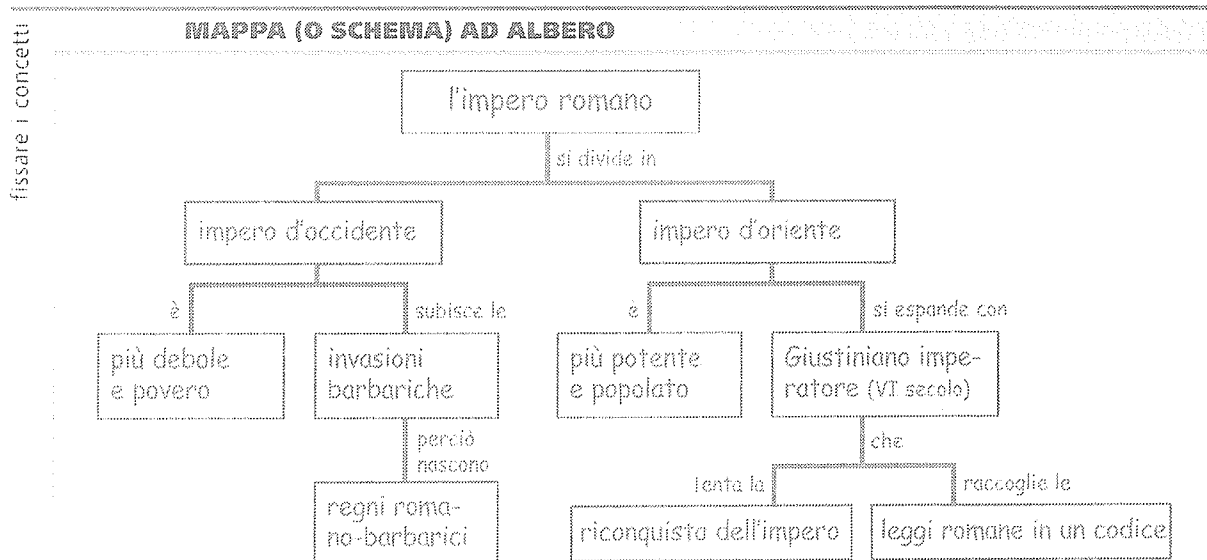 fissare i concetti
MAPPA (O SCHEMA) AD ALBERO
l'impero romano
si divide in
impero d'occidente
impero d'oriente
è
subisce le
è
si espande con
più debole
e povero
invasioni
barbariche
più potente
e popolato
Giustiniano impe-
ratore (VI secolo)
perciò
nascono
che
tenta la
raccoglie le
regni roma-
no-barbarici
riconquista dell'impero
leggi romane in un codice